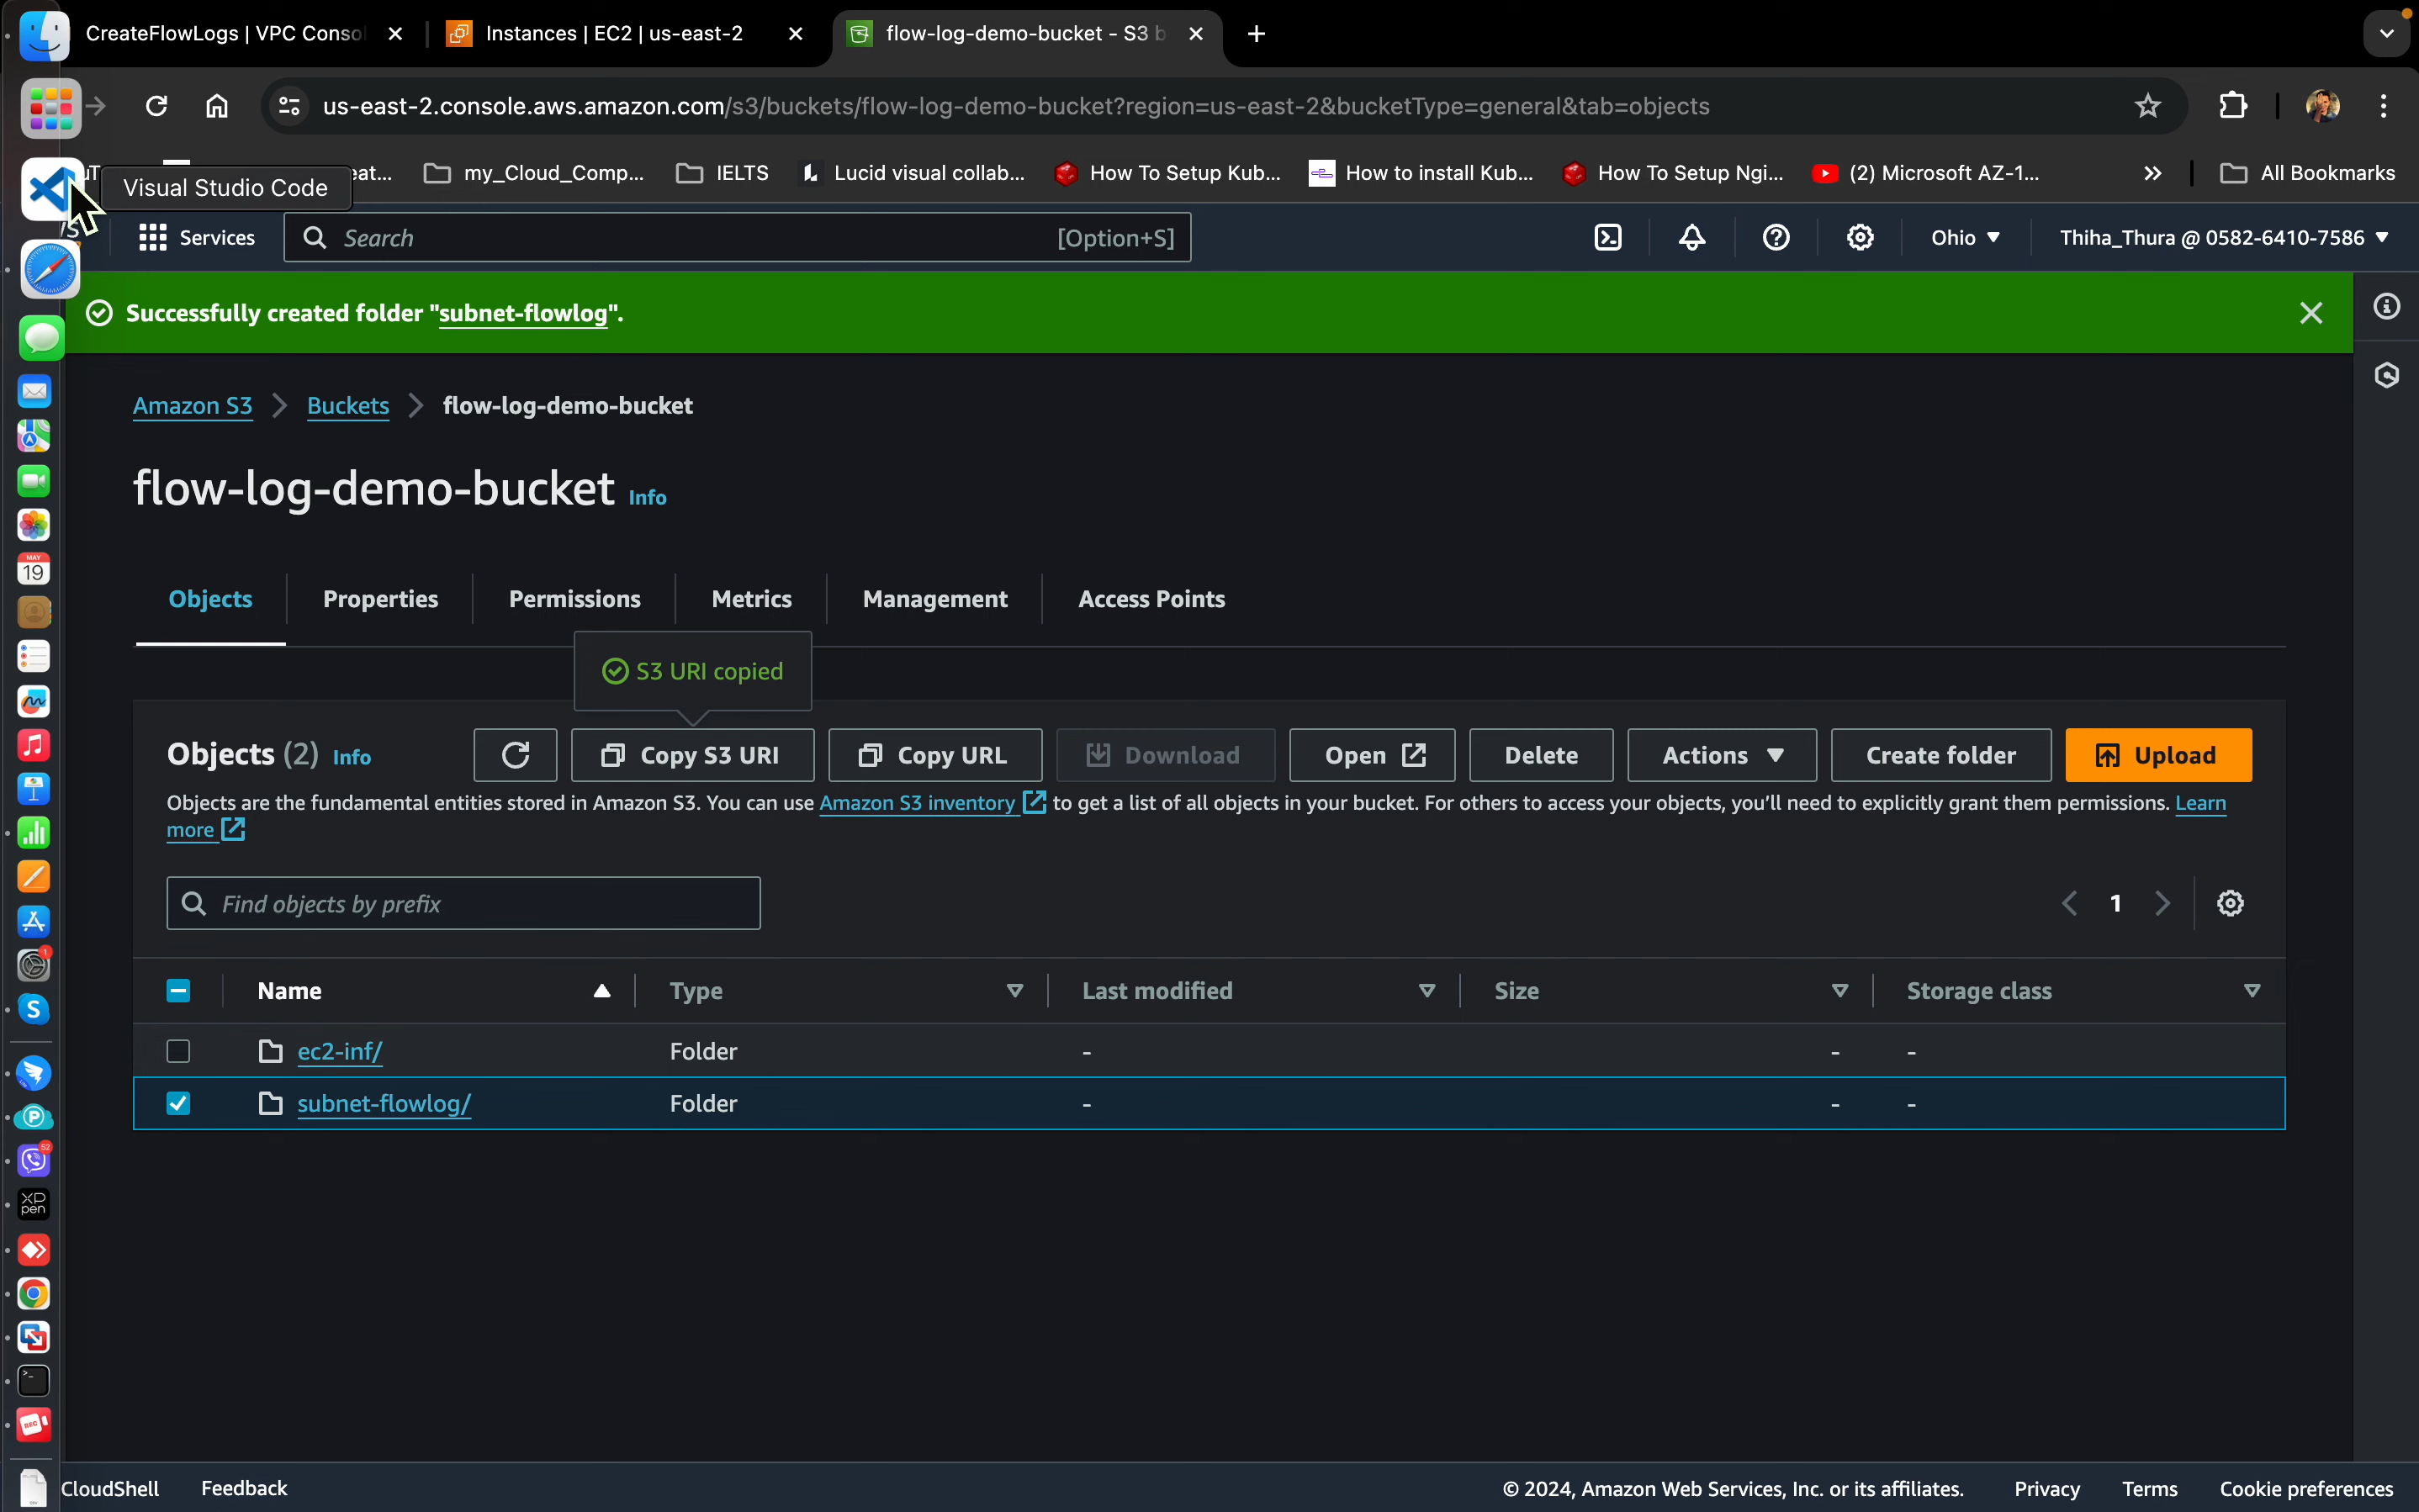 CreateFlowLogs | VPC Conso
Instances | EC2 | us-east-2
flow-log-demo-bucket - S3 b
us-east-2.console.aws.amazon.com/s3/buckets/flow-log-demo-bucket?region=us-east-2&bucketType=general&tab=objects
Visual Studio Code
eat...
my_Cloud_Comp...
IELTS
Lucid visual collab...
How To Setup Kub...
How to install Kub...
How To Setup Ngi...
(2) Microsoft AZ-1...
All Bookmarks
Services
Search
[Option+S]
Ohio
Thiha_Thura @ 0582-6410-7586
Successfully created folder "subnet-flowlog".
Amazon S3
Buckets
flow-log-demo-bucket
flow-log-demo-bucket Info
Objects
Properties
Permissions
Metrics
Management
Access Points
S3 URI copied
Objects (2) Info
Copy S3 URI
Copy URL
Download
Open
Delete
Actions
Create folder
Upload
Objects are the fundamental entities stored in Amazon S3. You can use Amazon S3 inventory to get a list of all objects in your bucket. For others to access your objects, you'll need to explicitly grant them permissions. Learn
more
Find objects by prefix
1
Name
Type
Last modified
Size
Storage class
ec2-inf/
Folder
-
-
-
subnet-flowlog/
Folder
-
-
-
MAY
19
1
S
P
52
XP
pen
REC
CloudShell
Feedback
© 2024, Amazon Web Services, Inc. or its affiliates.
Privacy
Terms
Cookie preferences